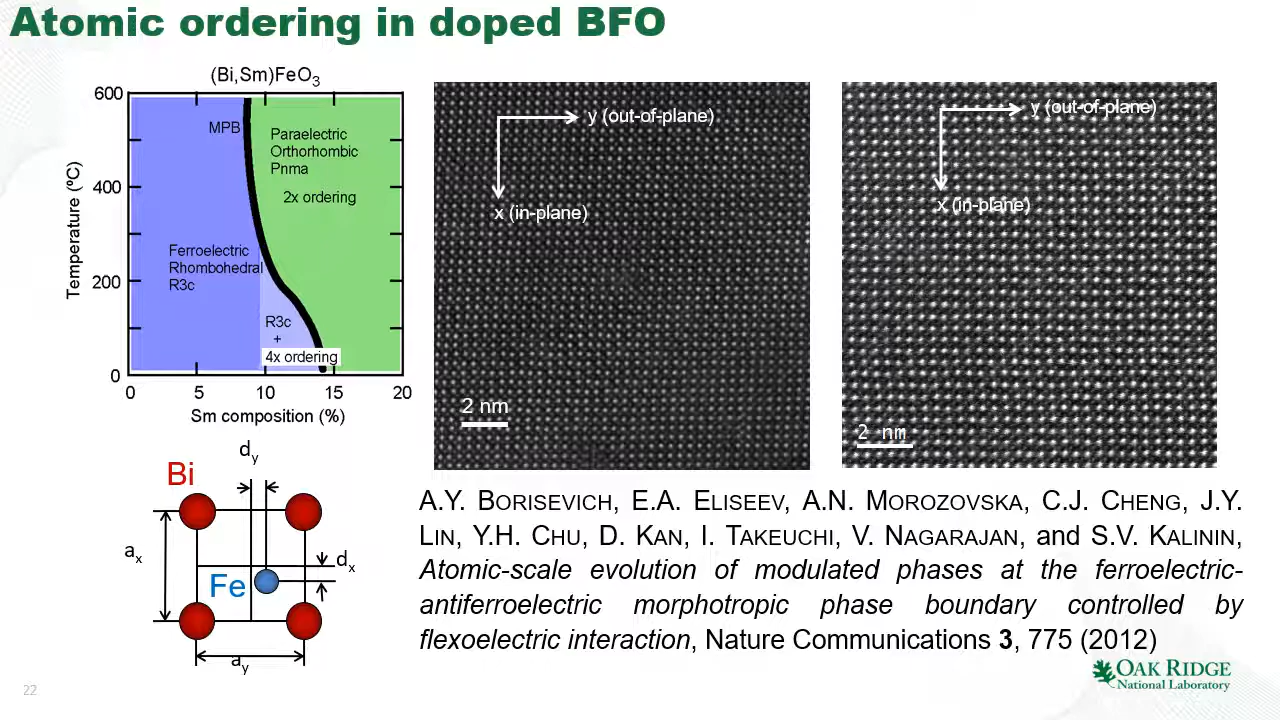 Atomic ordering in doped BFO
(Bi,Sm)FeO3
600
400
200
0
Temperature (ºC)
MPB
Paraelectric
Orthorhombic
Pnma
2x ordering
Ferroelectric
Rhombohedral
R3c
R3c
+
4x ordering
0 5 10 15 20
Sm composition (%)
y (out-of-plane)
x (in-plane)
2 nm
y (out-of-plane)
x (in-plane)
2 nm
dy
Bi
ax
dx
Fe
ay
A.Y. BORISEVICH, E.A. ELISEEV, A.N. MOROZOVSKA, C.J. CHENG, J.Y.
LIN, Y.H. CHU, D. KAN, I. TAKEUCHI, V. NAGARAJAN, and S.V. KALININ,
Atomic-scale evolution of modulated phases at the ferroelectric-
antiferroelectric morphotropic phase boundary controlled by
flexoelectric interaction, Nature Communications 3, 775 (2012)
OAK RIDGE
National Laboratory
22